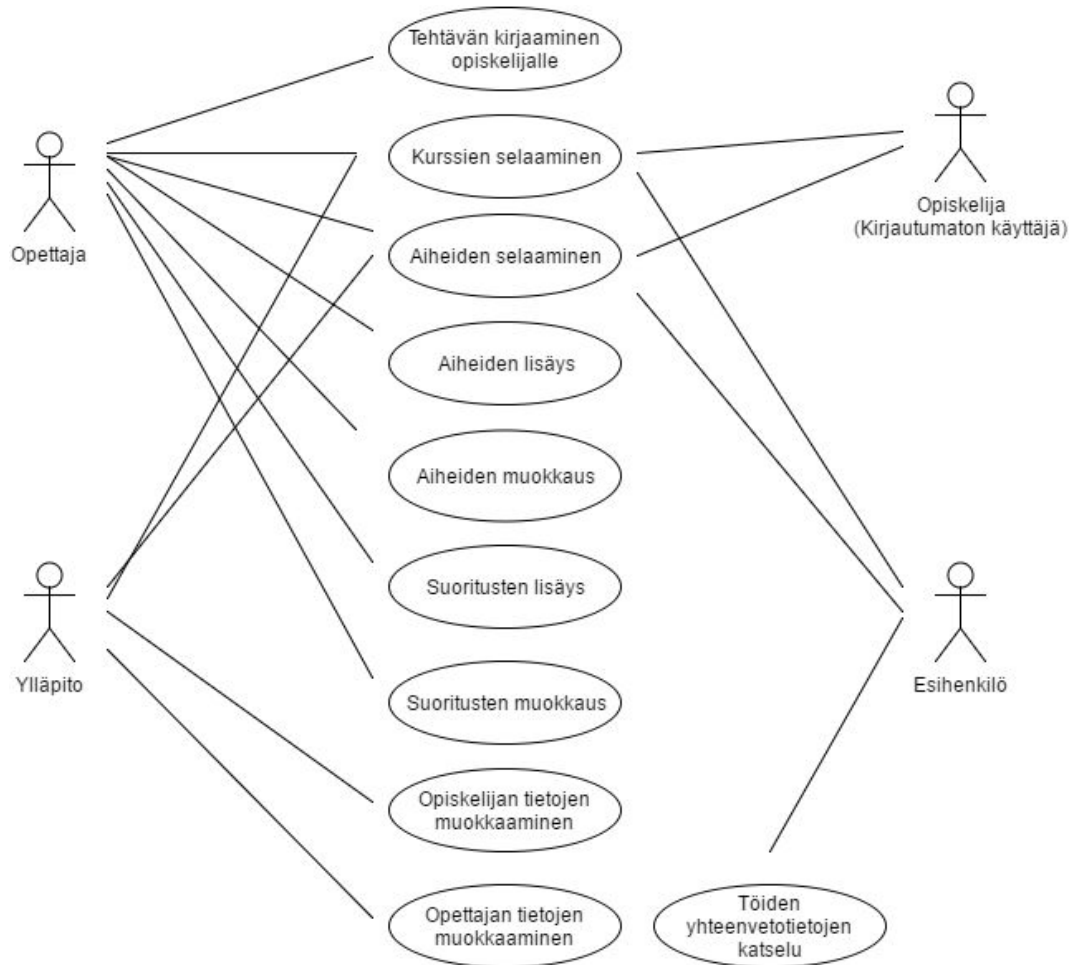 Tehtävän kirjaaminen
opiskelijalle
Kurssien selaaminen
Opettaja
Opiskelija
(Kirjautumaton käyttäjä)
Aiheiden selaaminen
Aiheiden lisäys
Aiheiden muokkaus
Suoritusten lisäys
Ylläpito
Esihenkilö
Suoritusten muokkaus
Opiskelijan tietojen
muokkaaminen
Opettajan tietojen
muokkaaminen
Töiden
yhteenvetotietojen
katselu